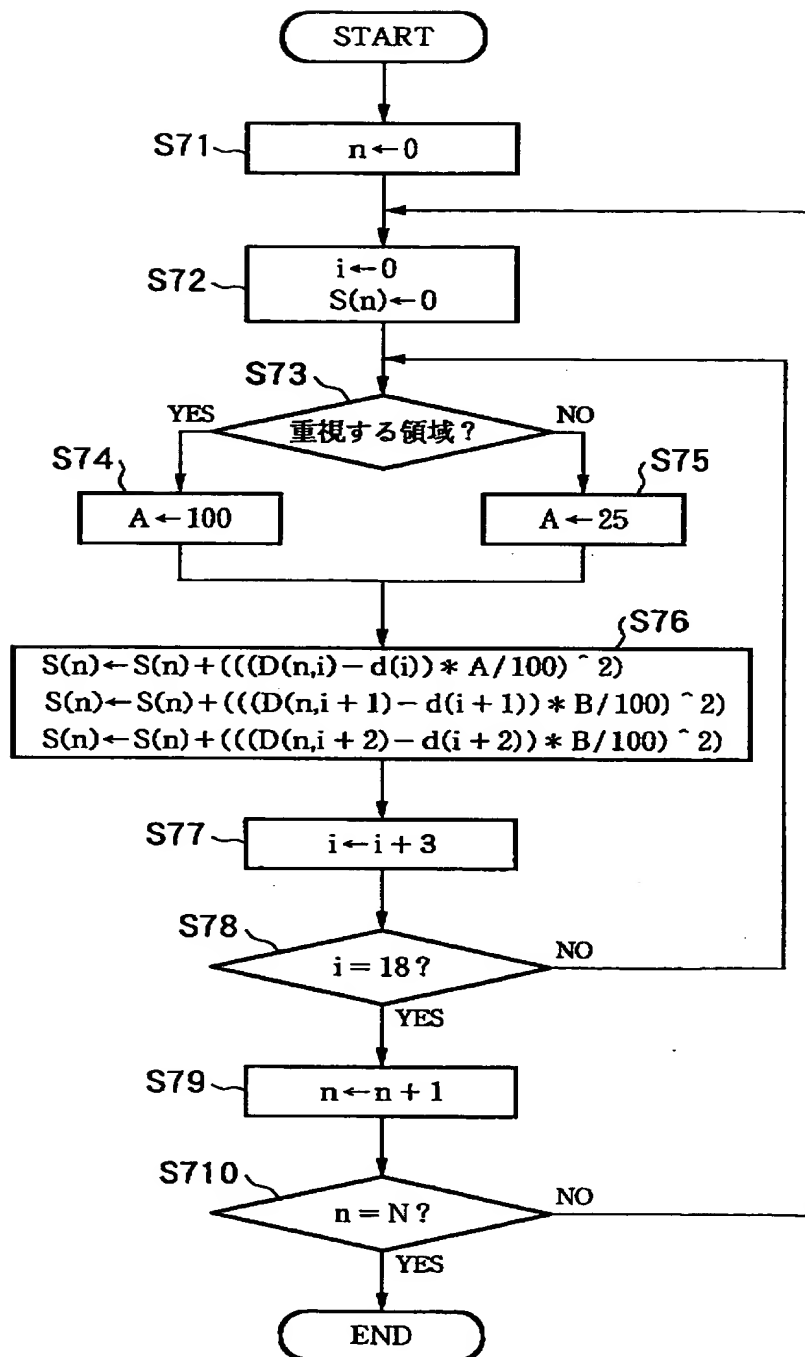 START
S71
n←0
S72
i←0
S(n)←0
S73
YES
重視する領域?
NO
S74
A←100
S75
A←25
S76
S(n)←S(n)+(((D(n,i)-d(i))*A/100)^2)
S(n)←S(n)+(((D(n,i+1)-d(i+1))*B/100)^2)
S(n)←S(n)+(((D(n,i+2)-d(i+2))*B/100)^2)
S77
i←i+3
S78
i=18?
NO
YES
S79
n←n+1
S710
n=N?
NO
YES
END